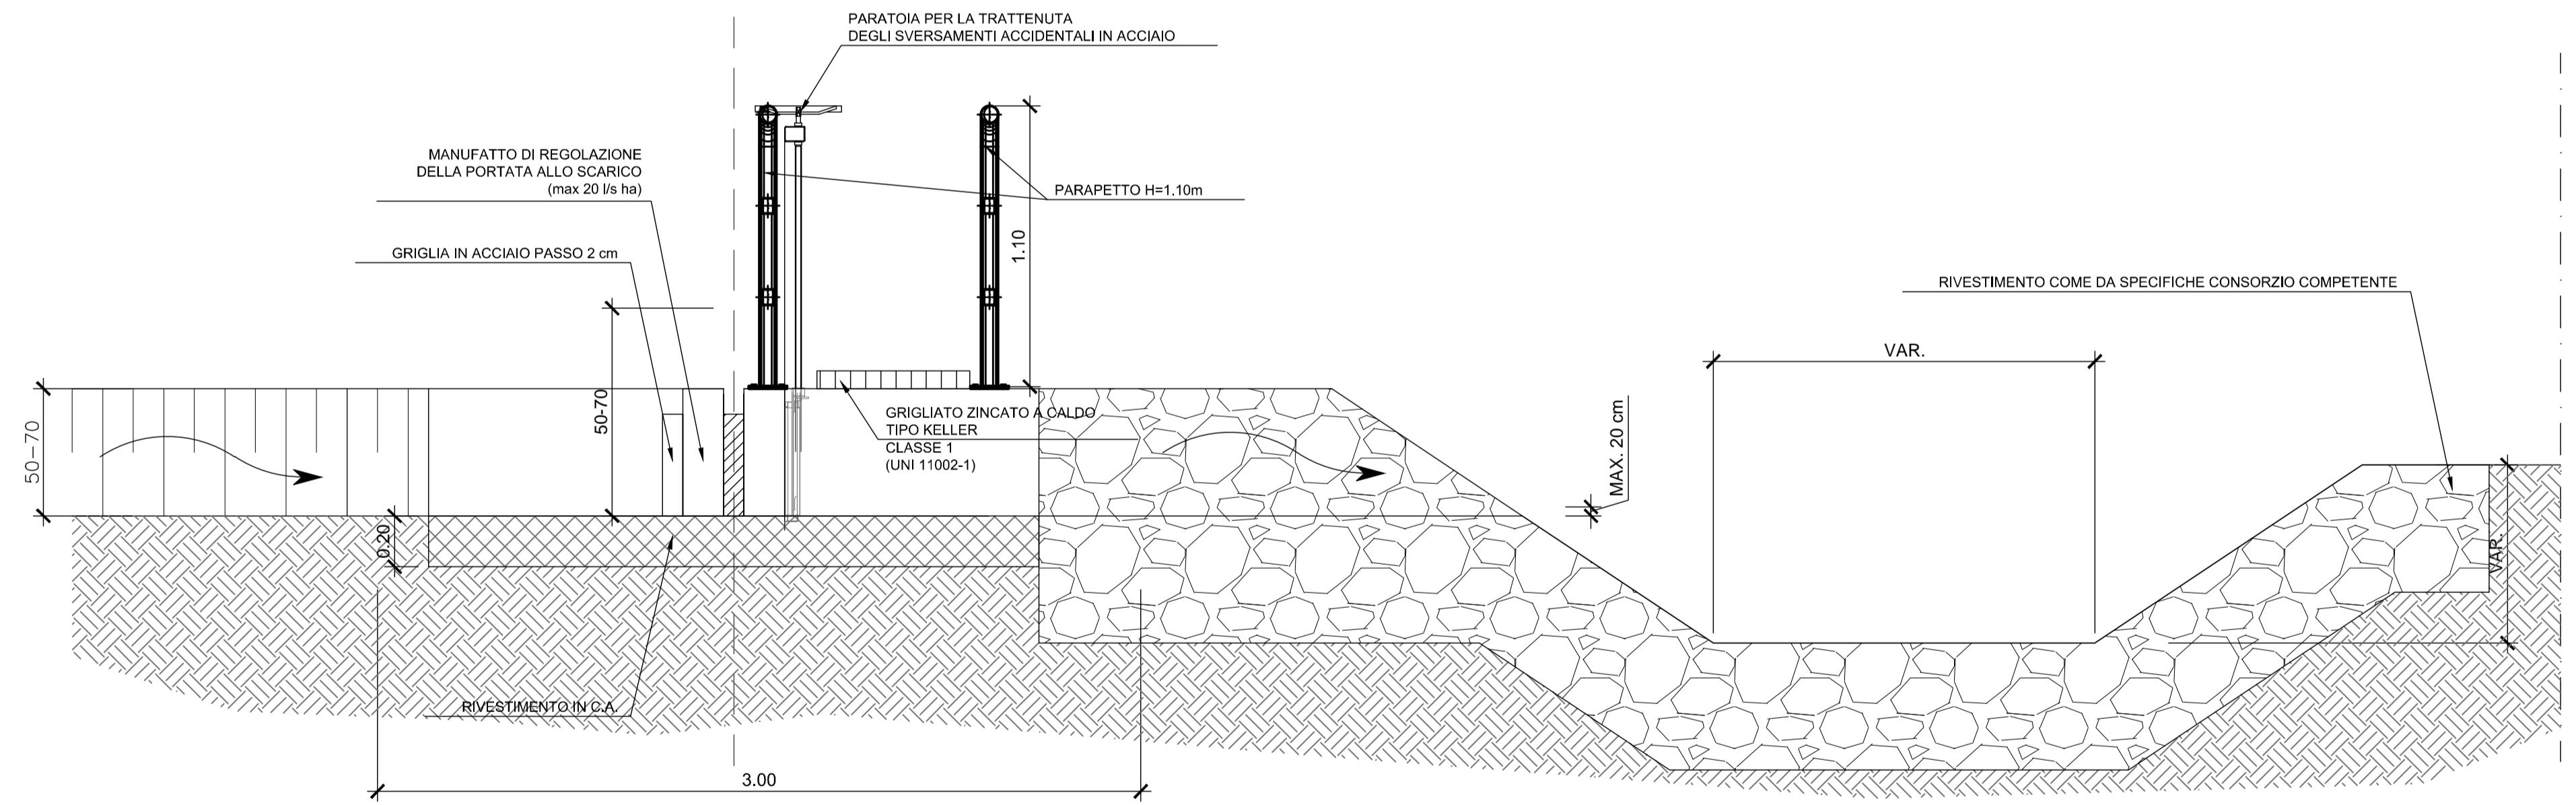 PARATOIA PER LA TRATTENUTA
DEGLI SVERSAMENTI ACCIDENTALI IN ACCIAIO
MANUFATTO DI REGOLAZIONE
DELLA PORTATA ALLO SCARICO
(max 20 l/s ha)
PARAPETTO H=1.10m
GRIGLIA IN ACCIAIO PASSO 2 cm
1.10
RIVESTIMENTO COME DA SPECIFICHE CONSORZIO COMPETENTE
VAR.
50-70
50-70
GRIGLIATO ZINCATO A CALDO
TIPO KELLER
CLASSE 1
(UNI 11002-1)
MAX. 20 cm
0.20
VAR.
RIVESTIMENTO IN C.A.
3.00